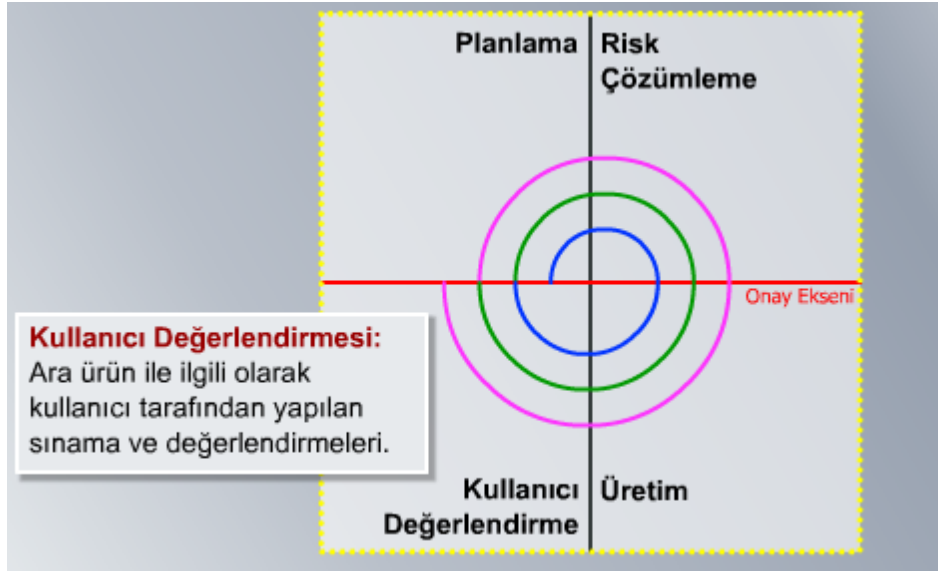 Planlama
Risk
Çözümleme
Onay Ekseni
Kullanıcı Değerlendirmesi:
Ara ürün ile ilgili olarak
kullanıcı tarafından yapılan
sınama ve değerlendirmeleri.
Kullanıcı
Değerlendirme
Üretim